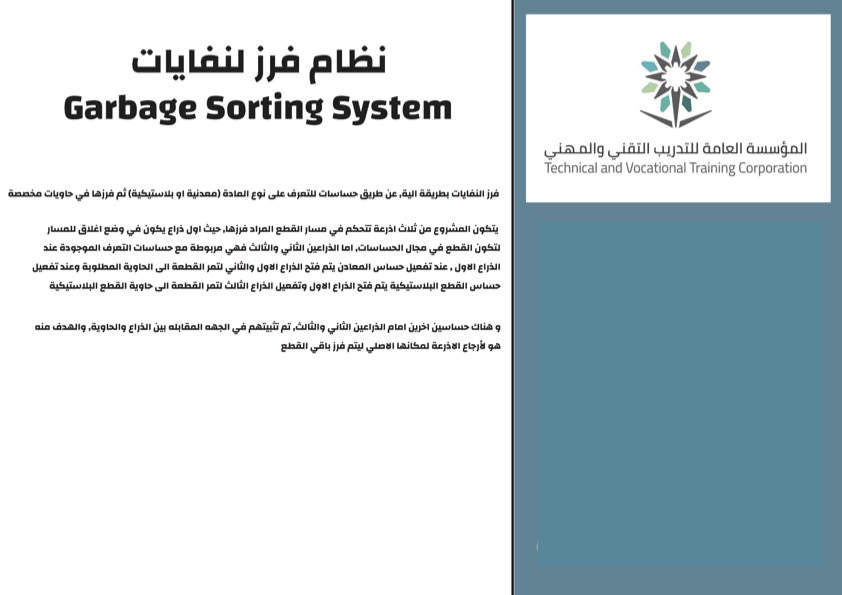 نظام فرز لنفايات
Garbage Sorting System
فرز النفايات بطريقة الية, عن طريق حساسات للتعرف على نوع المادة (معدنية او بلاستيكية) ثم فرزها في حاويات مخصصة
يتكون المشروع من ثلاث اذرعة تتحكم في مسار القطع المراد فرزها, حيث اول ذراع يكون في وضع اغلاق للمسار
لتكون القطع في مجال الحساسات, اما الذراعين الثاني والثالث فهي مربوطة مع حساسات التعرف الموجودة عند
الذراع الاول , عند تفعيل حساس المعادن يتم فتح الذراع الاول والثاني لتمر القطعة الى الحاوية المطلوبة وعند تفعيل
حساس القطع البلاستيكية يتم فتح الذراع الاول وتفعيل الذراع الثالث لتمر القطعة الى حاوية القطع البلاستيكية
و هناك حساسين اخرين امام الذراعين الثاني والثالث, تم تثبيتهم في الجهه المقابله بين الذراع والحاوية, والهدف منه
هو لأرجاع الاذرعة لمكانها الاصلي ليتم فرز باقي القطع
المؤسسة العامة للتدريب التقني والمهني
Technical and Vocational Training Corporation